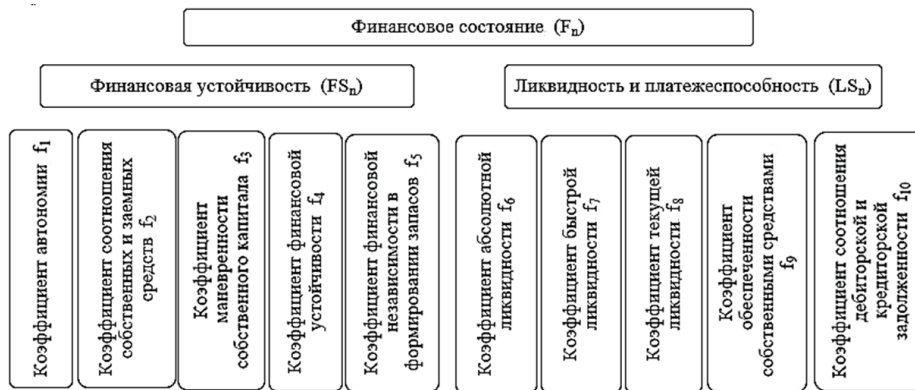 Финансовое состояние (Fn)
Финансовая устойчивость (FSn)
Ликвидность и платежеспособность (LSn)
Коэффициент автономии f1
Коэффициент соотношения
собственных и заемных
средств f2
Коэффициент
маневренности
собственного капитала f3
Коэффициент финансовой
устойчивости f4
Коэффициент финансовой
независимости в
формировании запасов f5
Коэффициент абсолютной
ликвидности f6
Коэффициент быстрой
ликвидности f7
Коэффициент текущей
ликвидности f8
Коэффициент
обеспеченности
собственными средствами
f9
Коэффициент соотношения
дебиторской и
кредиторской
задолженности f10